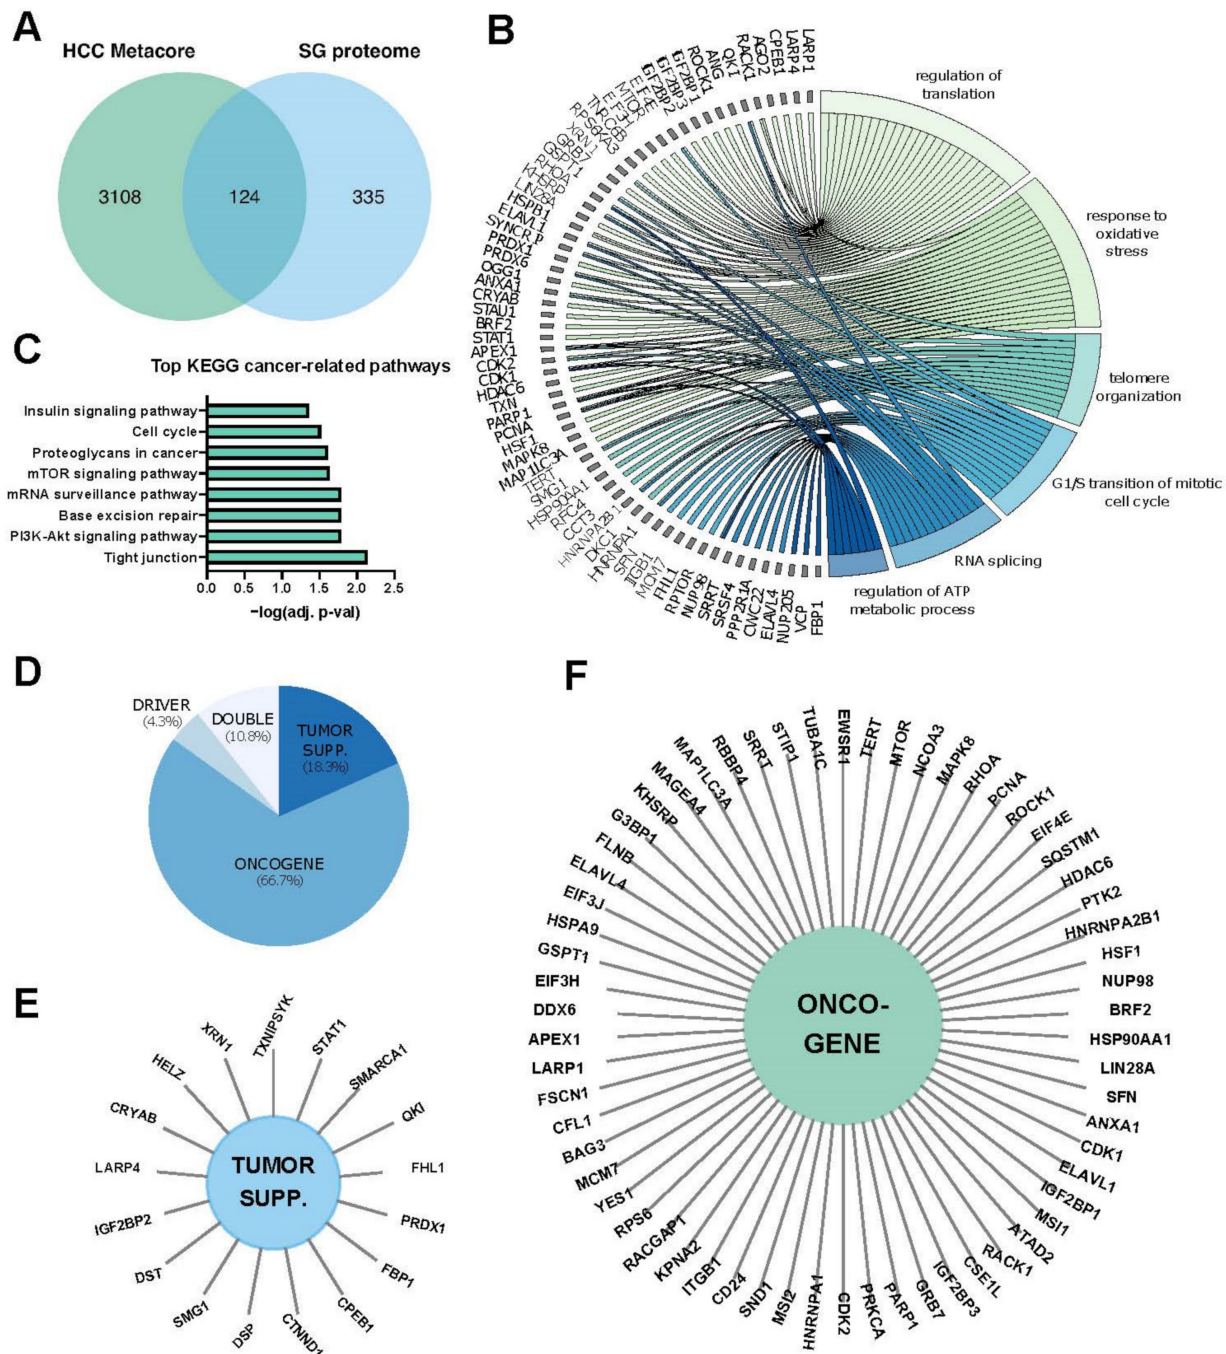 A
HCC Metacore
SG proteome
3108
124
335
B
LARP1
LARP4
CPEB1
AGO2
RACK1
QKI
ANG
ROCK1
IGF2BP1
IGF2BP3
IGF2BP2
EIF4E
MTOR
TNRC6B
RPS6KA3
XRN1
GRB7
HSPB1
ELAVL1
SYNCRIP
PRDX1
PRDX6
OGG1
ANXA1
CRYAB
STAU1
BRF2
STAT1
APEX1
CDK2
CDK1
HDAC6
TXN
PARP1
PCNA
HSF1
MAPK8
MAP1LC3A
TERT
SMG1
HSP90AA1
RFC4
CCT3
HNRNPA2B1
DKC1
HNRNPA1
SFN
ITGB1
MCM7
FHL1
RPTOR
NUP98
SRRT
SRSF4
PPP2R1A
CWC22
ELAVL4
NUP205
VCP
FBP1
regulation of
translation
response to
oxidative
stress
telomere
organization
G1/S transition of mitotic
cell cycle
RNA splicing
regulation of ATP
metabolic process
C
Top KEGG cancer-related pathways
Insulin signaling pathway
Cell cycle
Proteoglycans in cancer
mTOR signaling pathway
mRNA surveillance pathway
Base excision repair
PI3K-Akt signaling pathway
Tight junction
0.0 0.5 1.0 1.5 2.0 2.5
−log(adj. p-val)
D
DRIVER
(4.3%)
DOUBLE
(10.8%)
TUMOR
SUPP.
(18.3%)
ONCOGENE
(66.7%)
E
TUMOR
SUPP.
TXNIPSYK
STAT1
SMARCA1
QKI
FHL1
PRDX1
FBP1
CPEB1
CTNND1
DSP
SMG1
DST
IGF2BP2
LARP4
CRYAB
HELZ
XRN1
F
ONCO-
GENE
EWSR1
TERT
MTOR
NCOA3
MAPK8
RHOA
PCNA
ROCK1
EIF4E
SQSTM1
HDAC6
PTK2
HNRNPA2B1
HSF1
NUP98
BRF2
HSP90AA1
LIN28A
SFN
ANXA1
CDK1
ELAVL1
IGF2BP1
MSI1
ATAD2
RACK1
CSE1L
IGF2BP3
GRB7
PARP1
PRKCA
CDK2
HNRNPA1
MSI2
SND1
CD24
ITGB1
KPNA2
RACGAP1
RPS6
YES1
MCM7
BAG3
CFL1
FSCN1
LARP1
APEX1
DDX6
EIF3H
GSPT1
HSPA9
EIF3J
ELAVL4
FLNB
G3BP1
KHSRP
MAGEA4
MAP1LC3A
RBBP4
SRRT
STIP1
TUBA1C